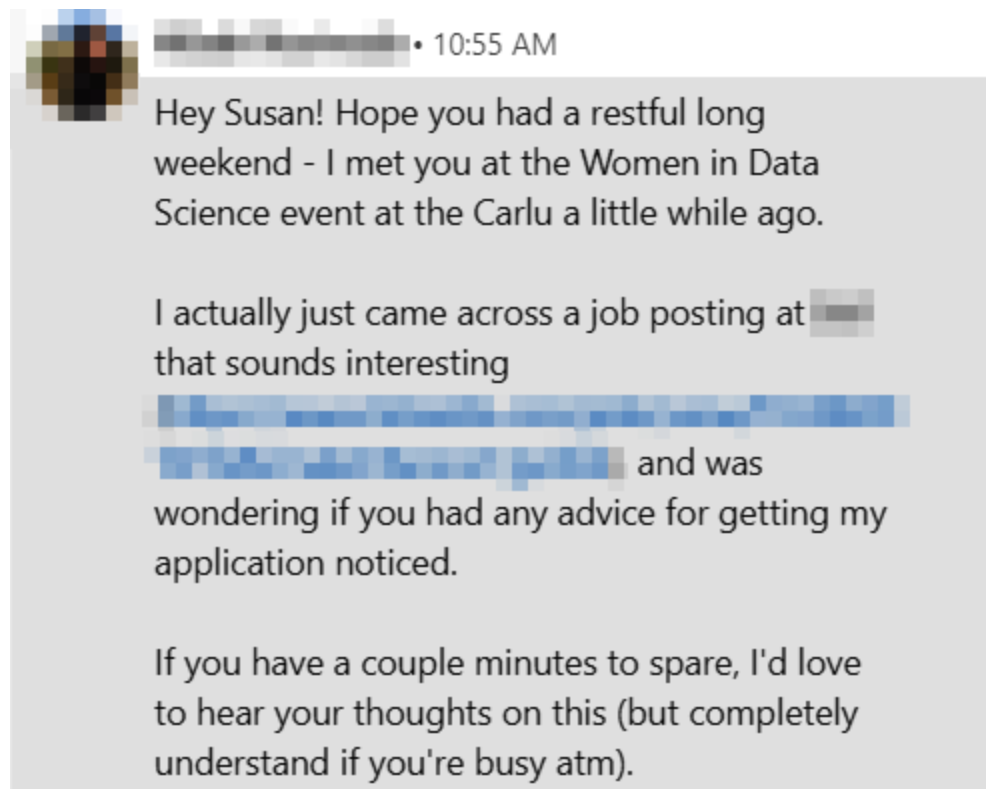 • 10:55 AM
Hey Susan! Hope you had a restful long
weekend - I met you at the Women in Data
Science event at the Carlu a little while ago.
I actually just came across a job posting at
that sounds interesting
and was
wondering if you had any advice for getting my
application noticed.
If you have a couple minutes to spare, I'd love
to hear your thoughts on this (but completely
understand if you're busy atm).